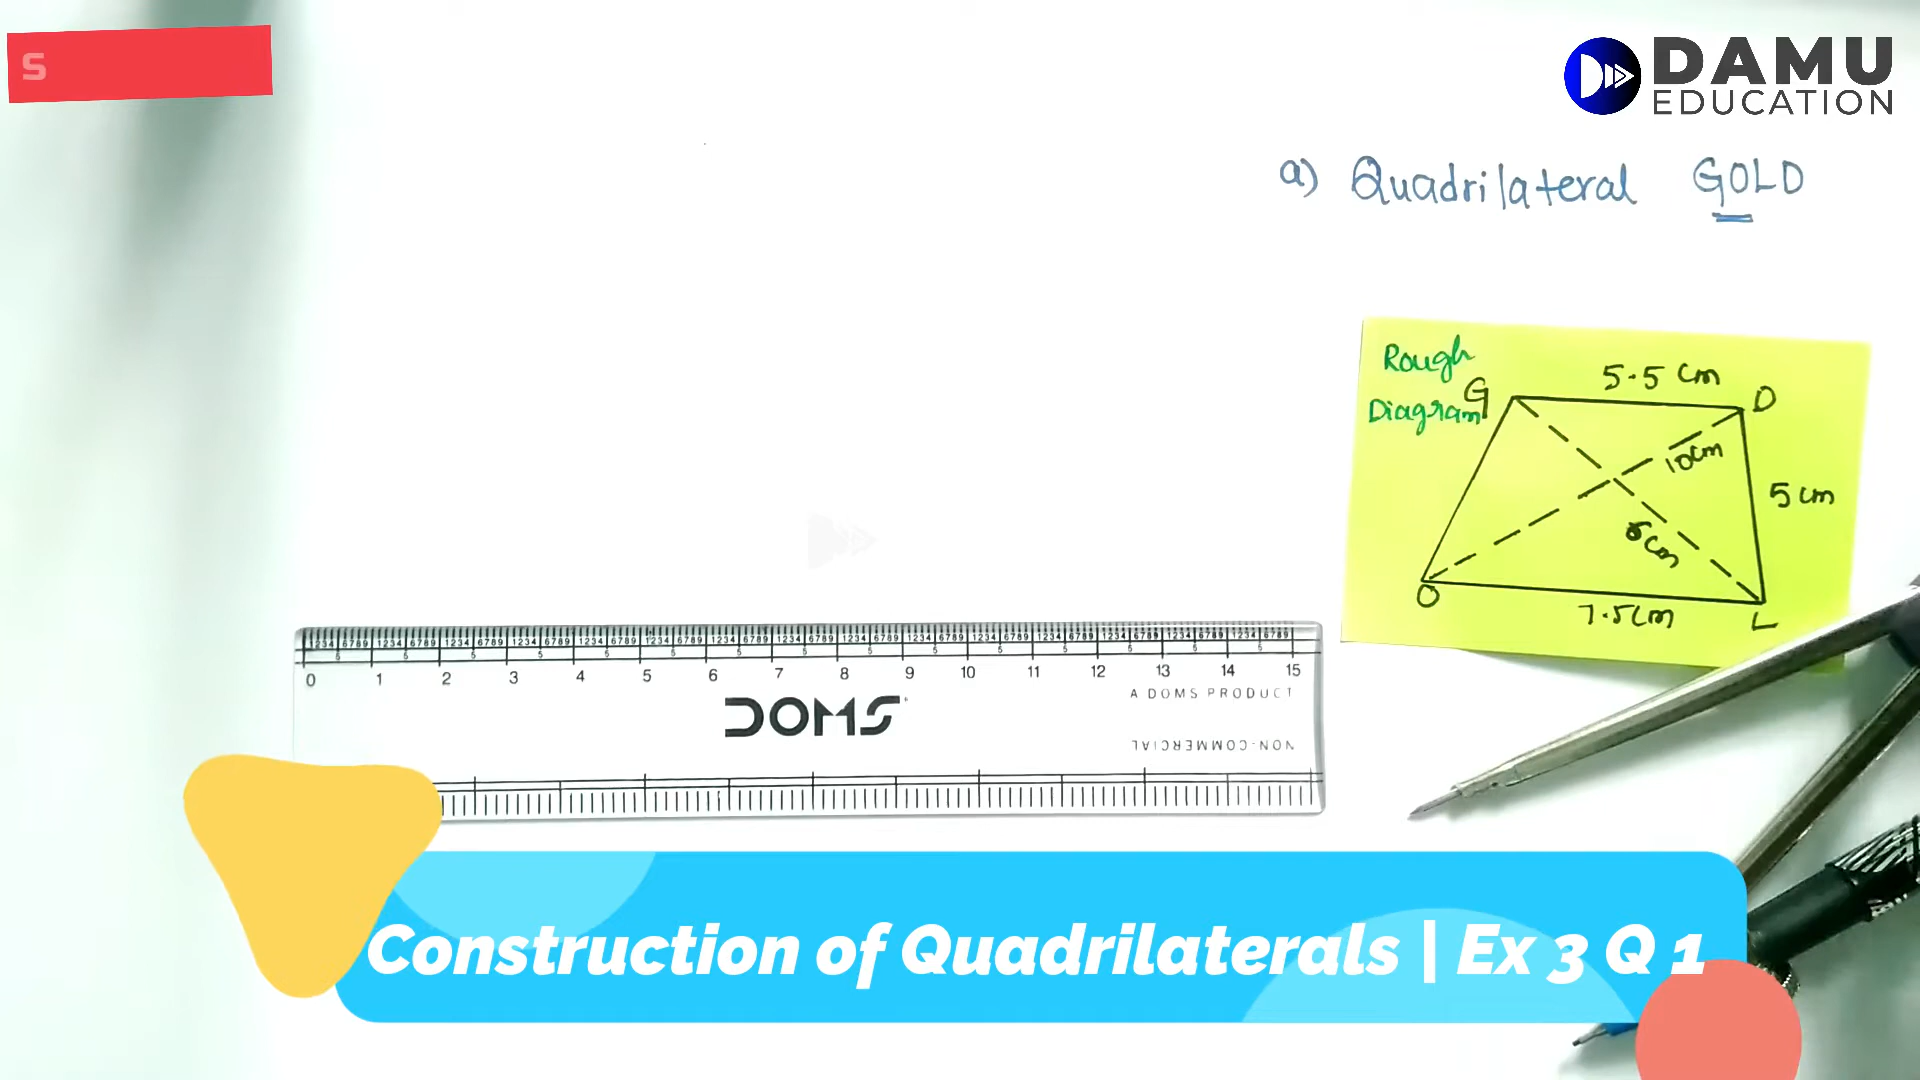 S
DAMU
EDUCATION
a) Quadrilateral GOLD
Rough
Diagram
G
5.5 cm
D
10cm
5 cm
6cm
O
7.5cm
L
0 1 2 3 4 5 6 7 8 9 10 11 12 13 14 15
DOMS
A DOMS PRODUCT
NON-COMMERCIAL
Construction of Quadrilaterals | Ex 3 Q 1